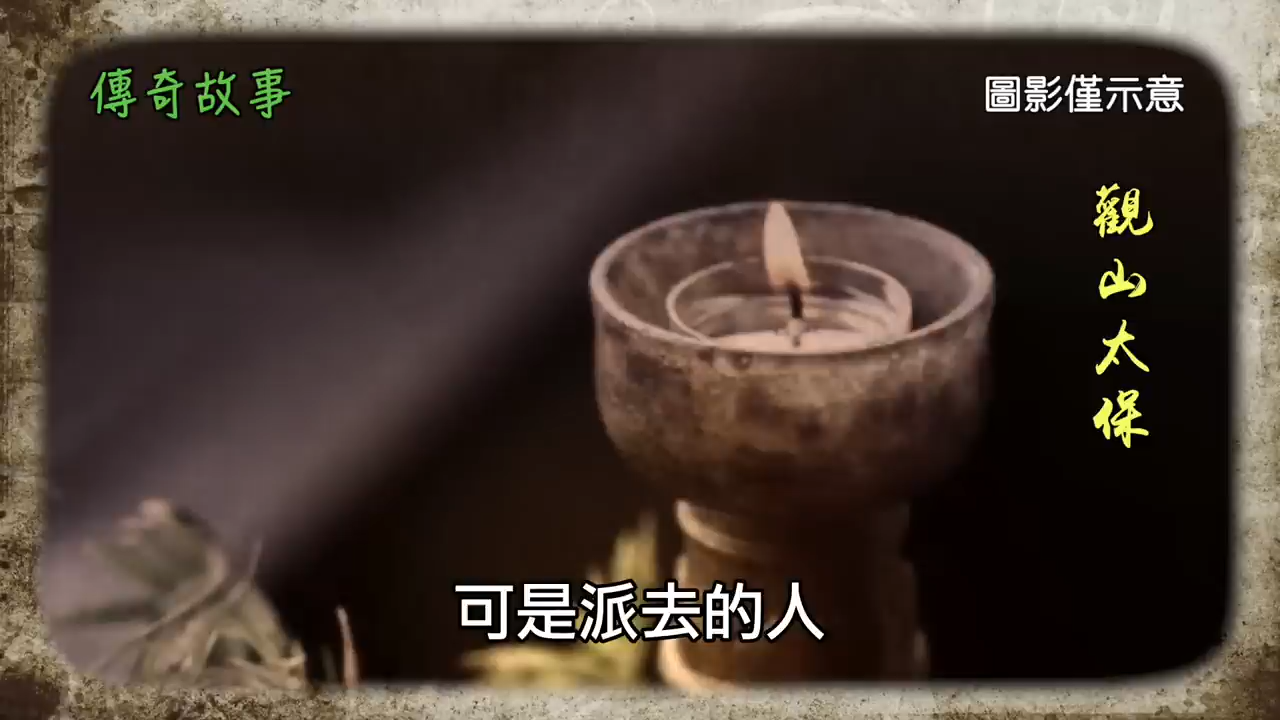 傳奇故事
圖影僅示意
觀山太保
可是派去的人